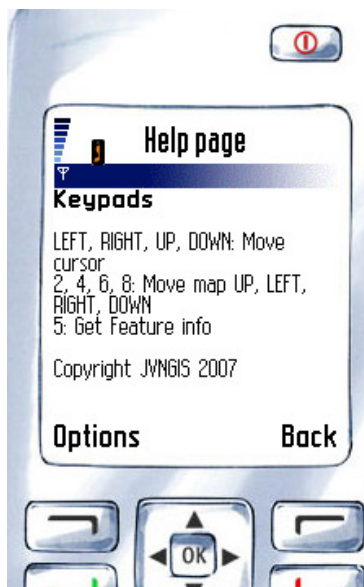 Help page
Keypads
LEFT, RIGHT, UP, DOWN: Move
cursor
2, 4, 6, 8: Move map UP, LEFT,
RIGHT, DOWN
5: Get Feature info
Copyright JVNGIS 2007
Options Back
OK